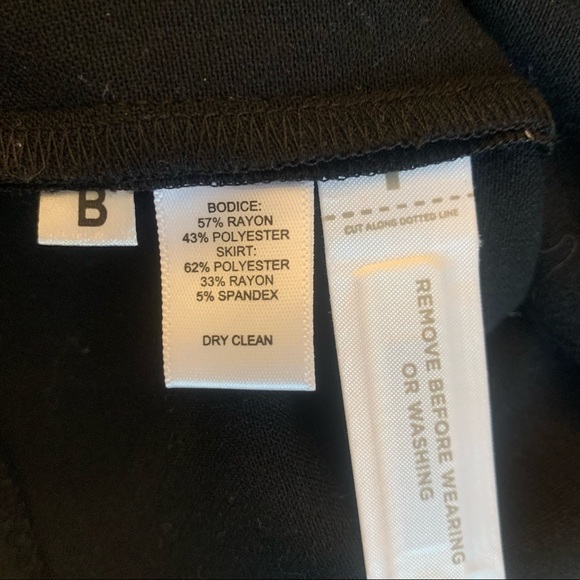 B
BODICE:
57% RAYON
43% POLYESTER
SKIRT:
62% POLYESTER
33% RAYON
5% SPANDEX
DRY CLEAN
CUT ALONG DOTTED LINE
REMOVE BEFORE WEARING
OR WASHING